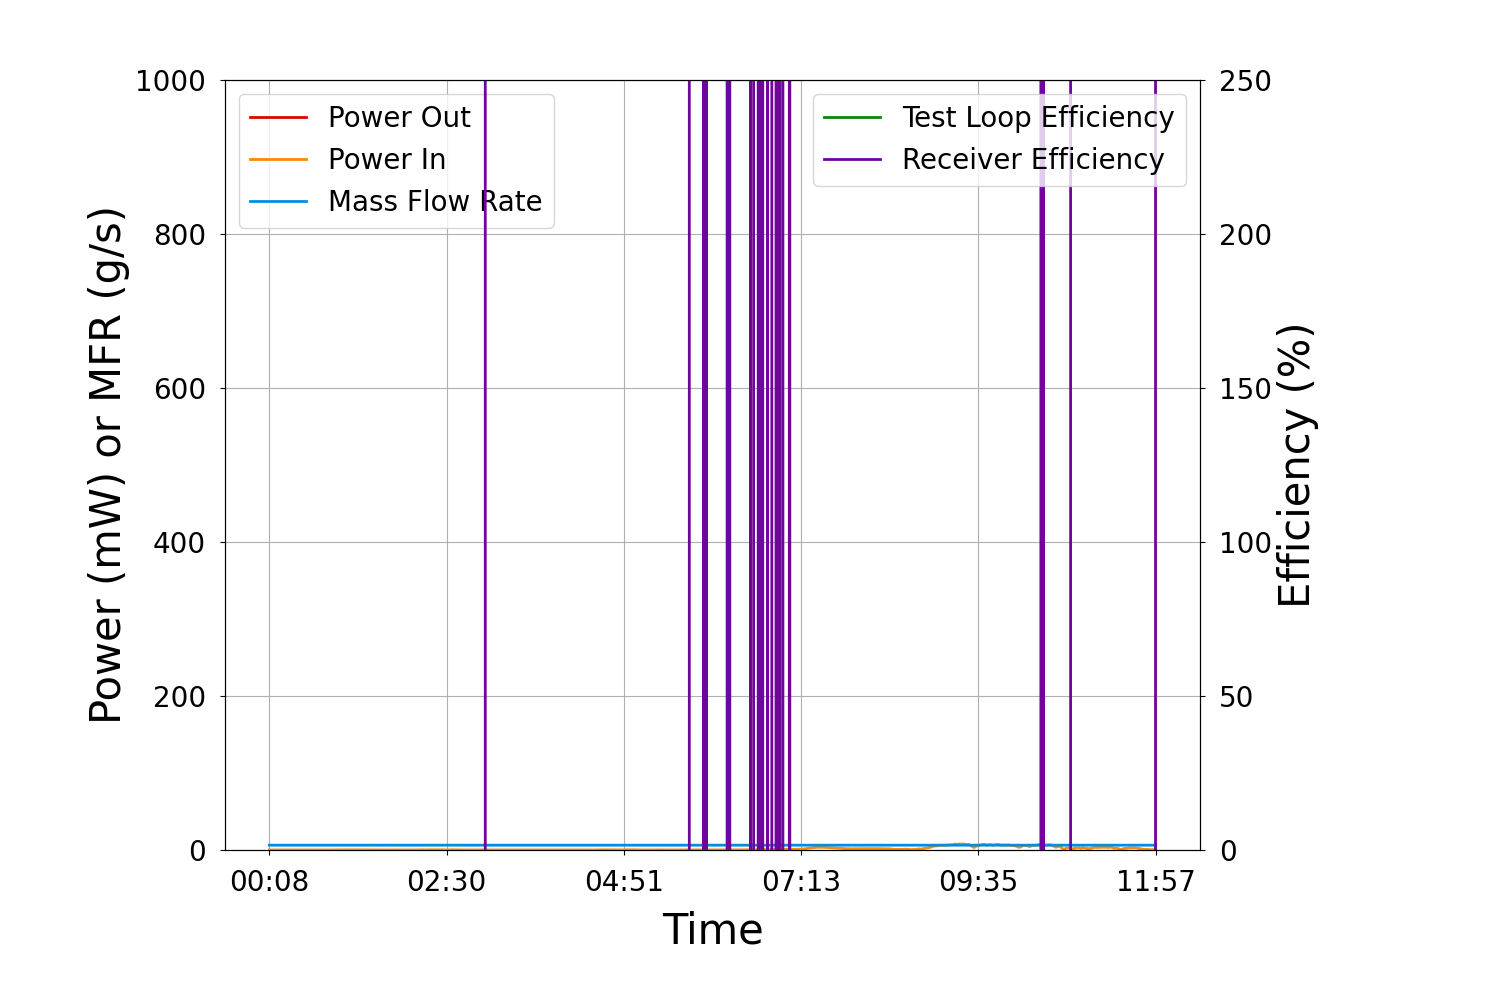 Power Out
Power In
Mass Flow Rate
Test Loop Efficiency
Receiver Efficiency
1000
800
600
400
200
0
Power (mW) or MFR (g/s)
250
200
150
100
50
0
Efficiency (%)
00:08 02:30 04:51 07:13 09:35 11:57
Time